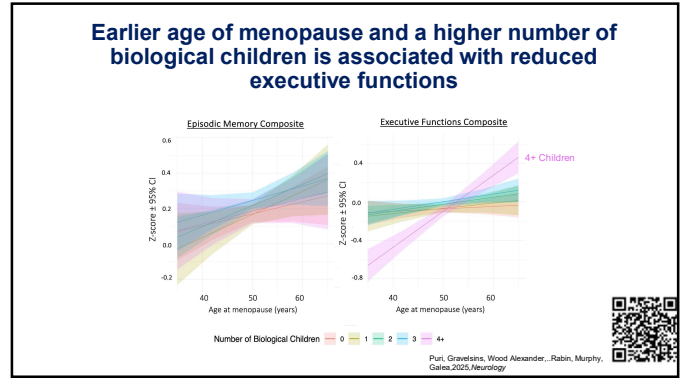 Earlier age of menopause and a higher number of
biological children is associated with reduced
executive functions
Episodic Memory Composite
0.6
0.4
0.2
0.0
-0.2
Z-score ± 95% CI
40
50
60
Age at menopause (years)
Executive Functions Composite
0.4
0.0
-0.4
-0.8
Z-score ± 95% CI
40
50
60
Age at menopause (years)
4+ Children
Number of Biological Children 0 1 2 3 4+
Puri, Gravelsins, Wood Alexander,..Rabin, Murphy,
Galea,2025,Neurology